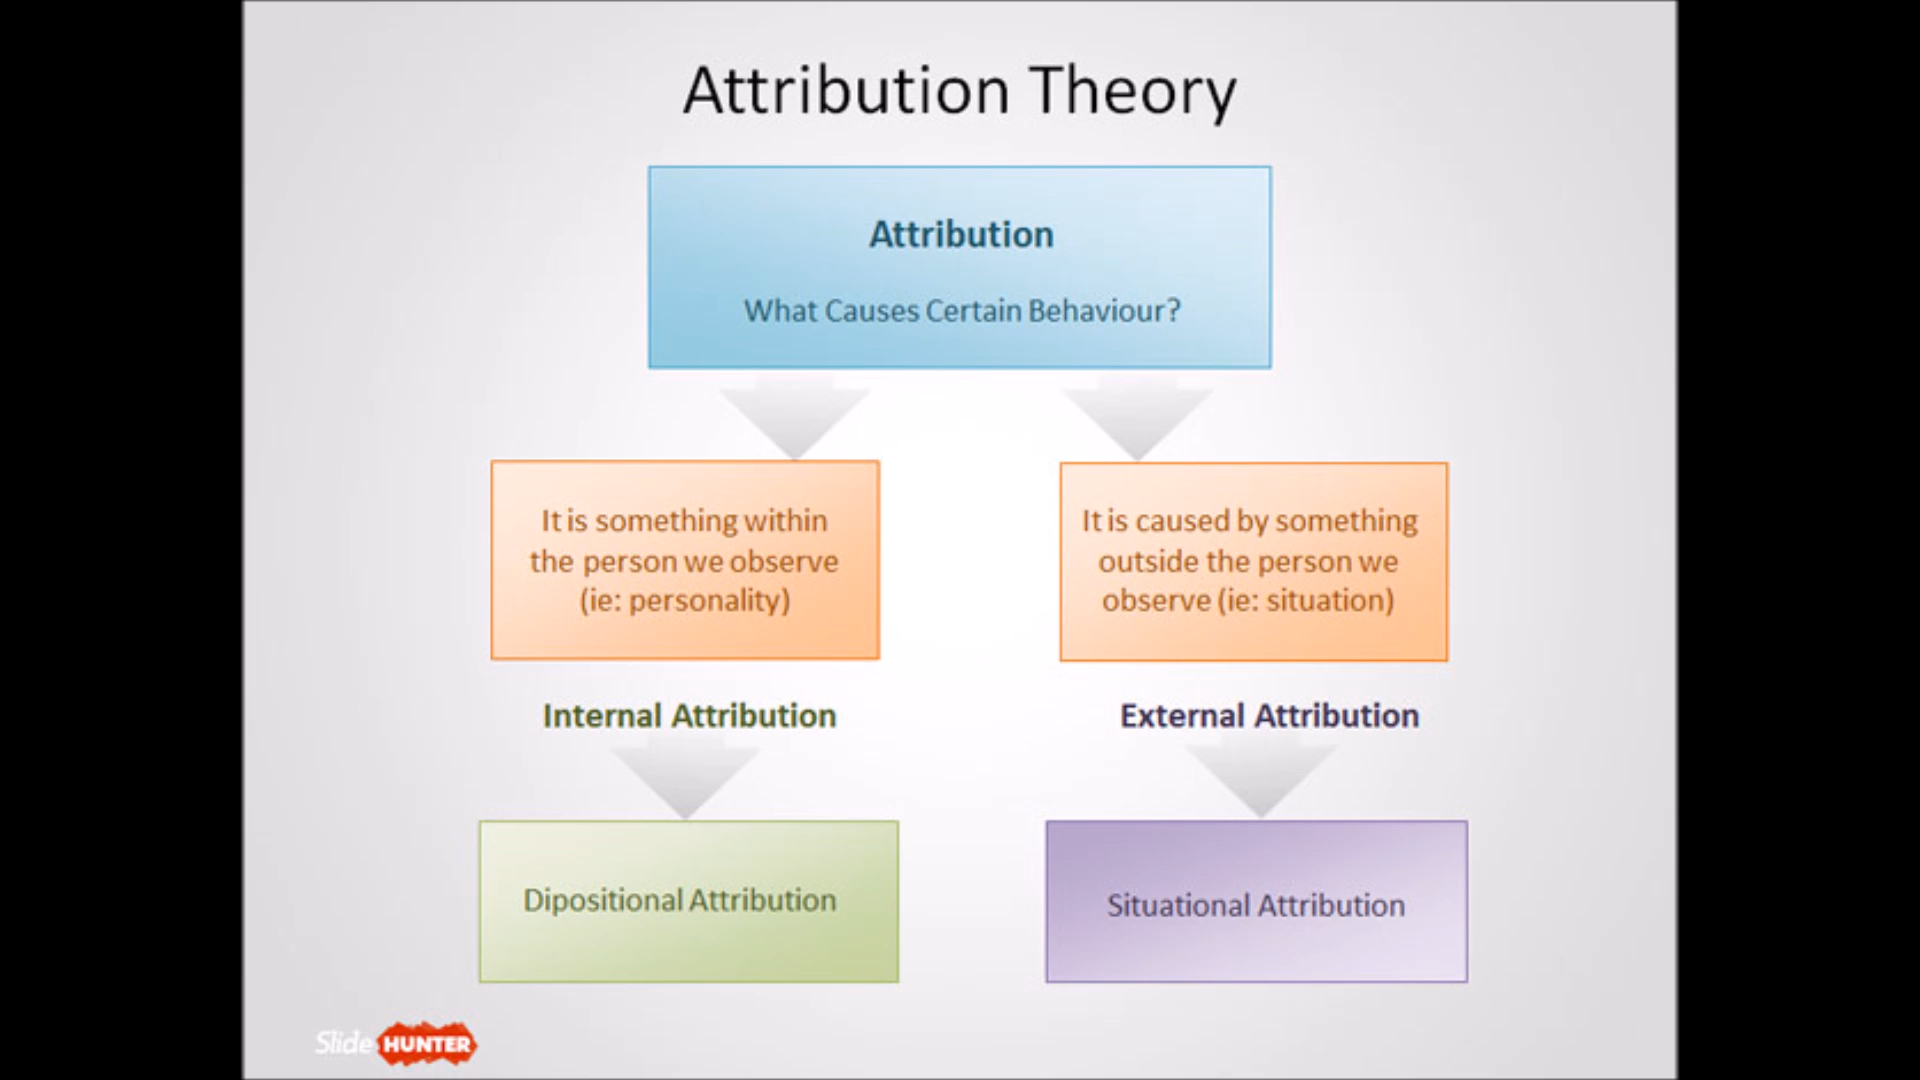 Attribution Theory
Attribution
What Causes Certain Behaviour?
It is something within
the person we observe
(ie: personality)
It is caused by something
outside the person we
observe (ie: situation)
Internal Attribution
External Attribution
Dipositional Attribution
Situational Attribution
Slide HUNTER